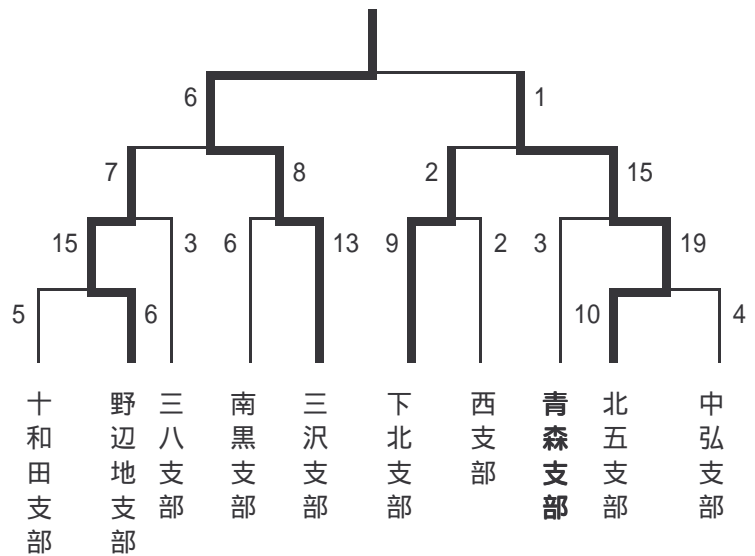 6
1
7
8
2
15
15
3
6
13
9
2
3
19
5
6
10
4
十和田支部
野辺地支部
三八支部
南黒支部
三沢支部
下北支部
西支部
青森支部
北五支部
中弘支部